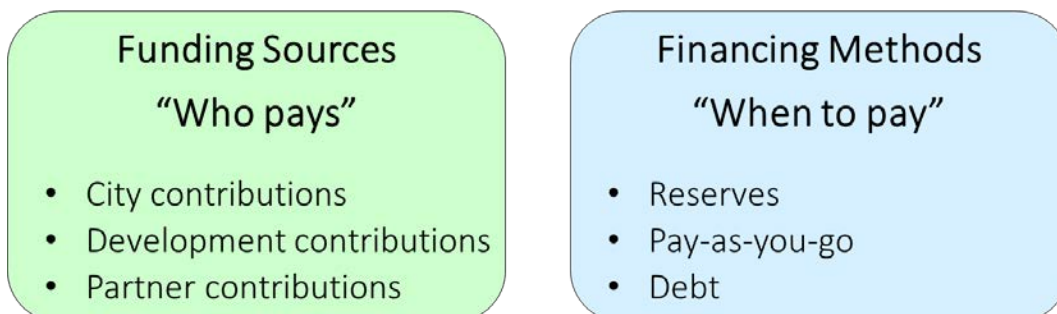 Funding Sources
“Who pays”
• City contributions
• Development contributions
• Partner contributions
Financing Methods
“When to pay”
• Reserves
• Pay-as-you-go
• Debt